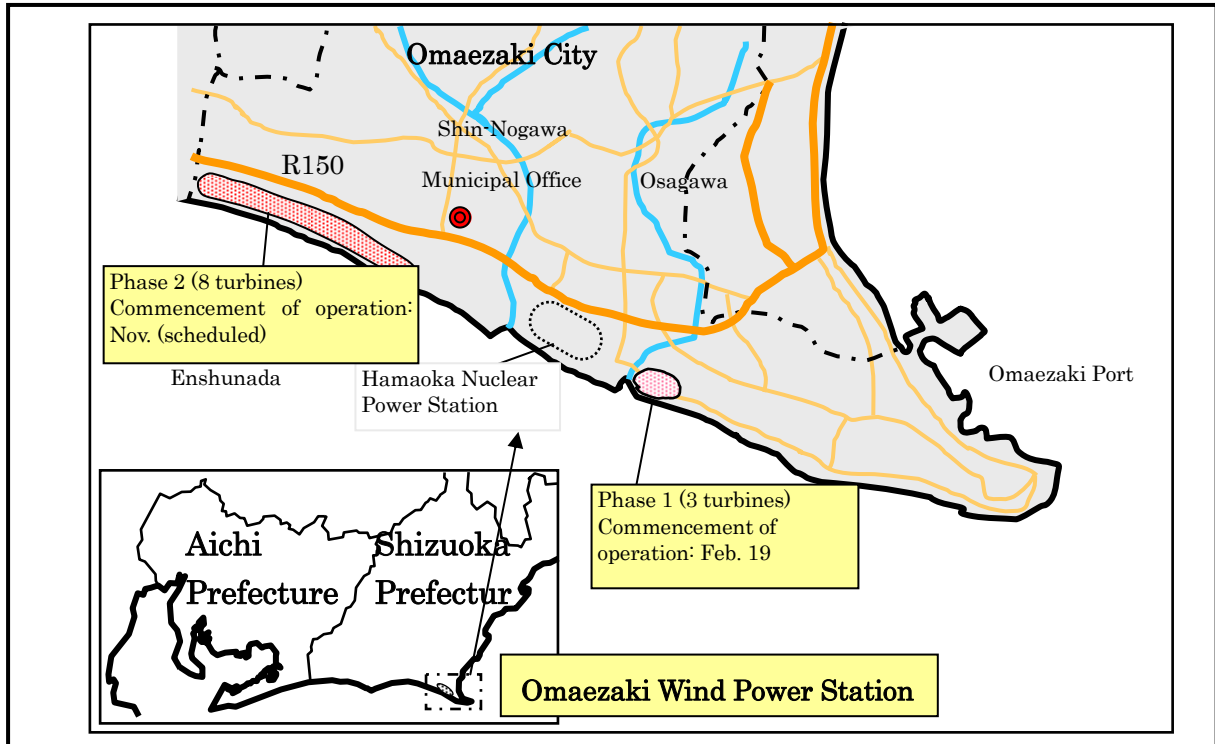 Omaezaki City
Shin-Nogawa
R150
Municipal Office
Osagawa
Phase 2 (8 turbines)
Commencement of operation:
Nov. (scheduled)
Enshunada
Hamaoka Nuclear
Power Station
Omaezaki Port
Phase 1 (3 turbines)
Commencement of
operation: Feb. 19
Aichi
Prefecture
Shizuoka
Prefectur
Omaezaki Wind Power Station